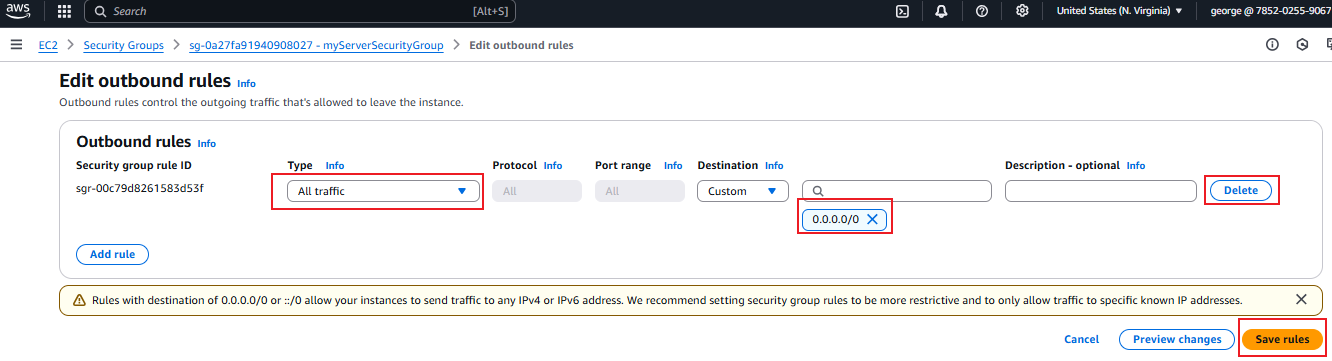 aws Search [Alt+S] United States (N. Virginia) george @ 7852-0255-9067
EC2 Security Groups sg-0a27fa91940908027 - myServerSecurityGroup Edit outbound rules
Edit outbound rules Info
Outbound rules control the outgoing traffic that's allowed to leave the instance.
Outbound rules Info
Security group rule ID Type Info Protocol Info Port range Info Destination Info Description - optional Info
sgr-00c79d8261583d53f All traffic All All Custom Delete
0.0.0.0/0
Add rule
Rules with destination of 0.0.0.0/0 or ::/0 allow your instances to send traffic to any IPv4 or IPv6 address. We recommend setting security group rules to be more restrictive and to only allow traffic to specific known IP addresses.
Cancel Preview changes Save rules